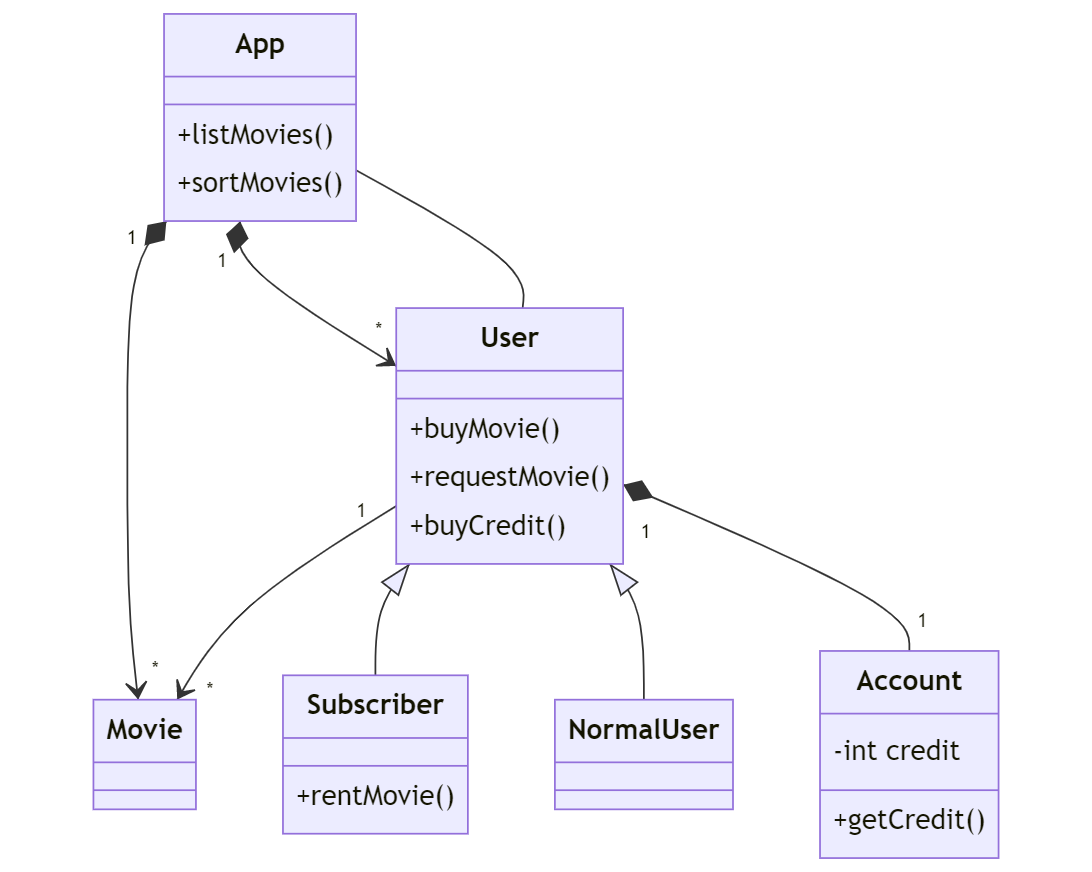 App
+listMovies()
+sortMovies()
1
1
*
User
+buyMovie()
+requestMovie()
+buyCredit()
1
1
1
*
*
Movie
Subscriber
+rentMovie()
NormalUser
Account
-int credit
+getCredit()